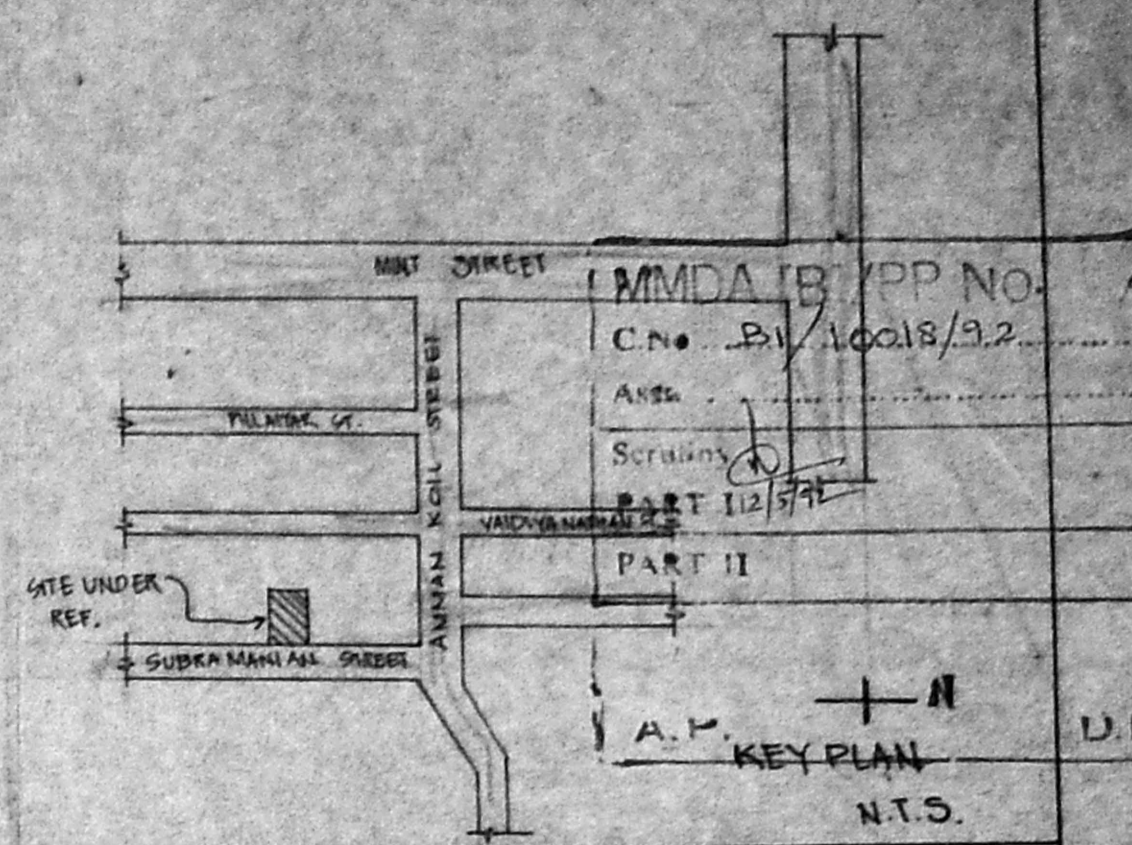 MINT STREET
MMDA (B)/PP NO.
C.No. B1/10018/92
AMMAN KOIL STREET
PILLAIYAR ST.
Scrutiny
PART I 12/5/92
VAIDYANATHAN ST.
PART II
SITE UNDER
REF.
SUBRAMANIAN STREET
N
A.P.
KEY PLAN
N.T.S.